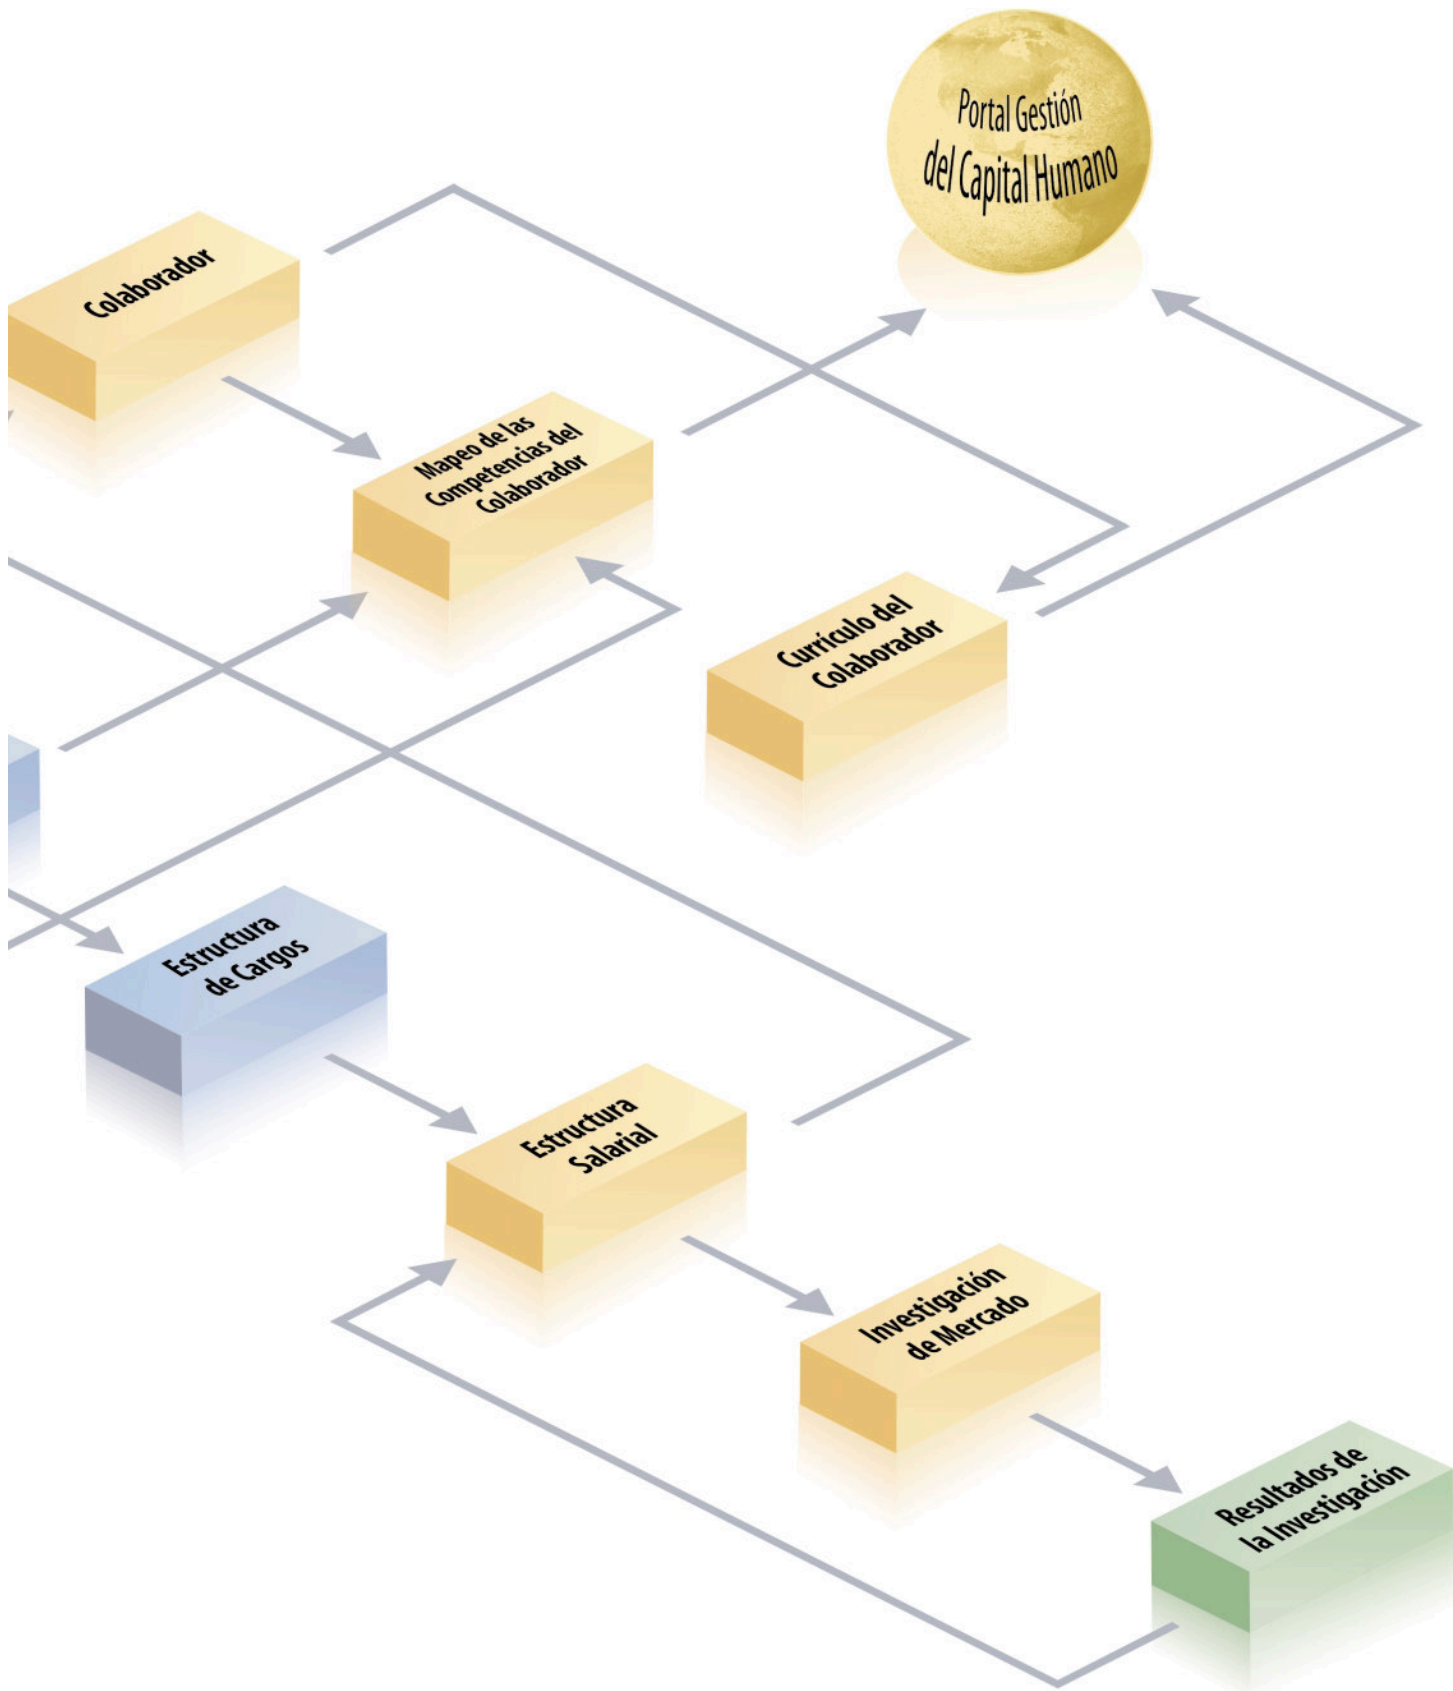 Portal Gestión
del Capital Humano
Colaborador
Mapeo de las
Competencias del
Colaborador
Currículo del
Colaborador
Estructura
de Cargos
Estructura
Salarial
Investigación
de Mercado
Resultados de
la Investigación